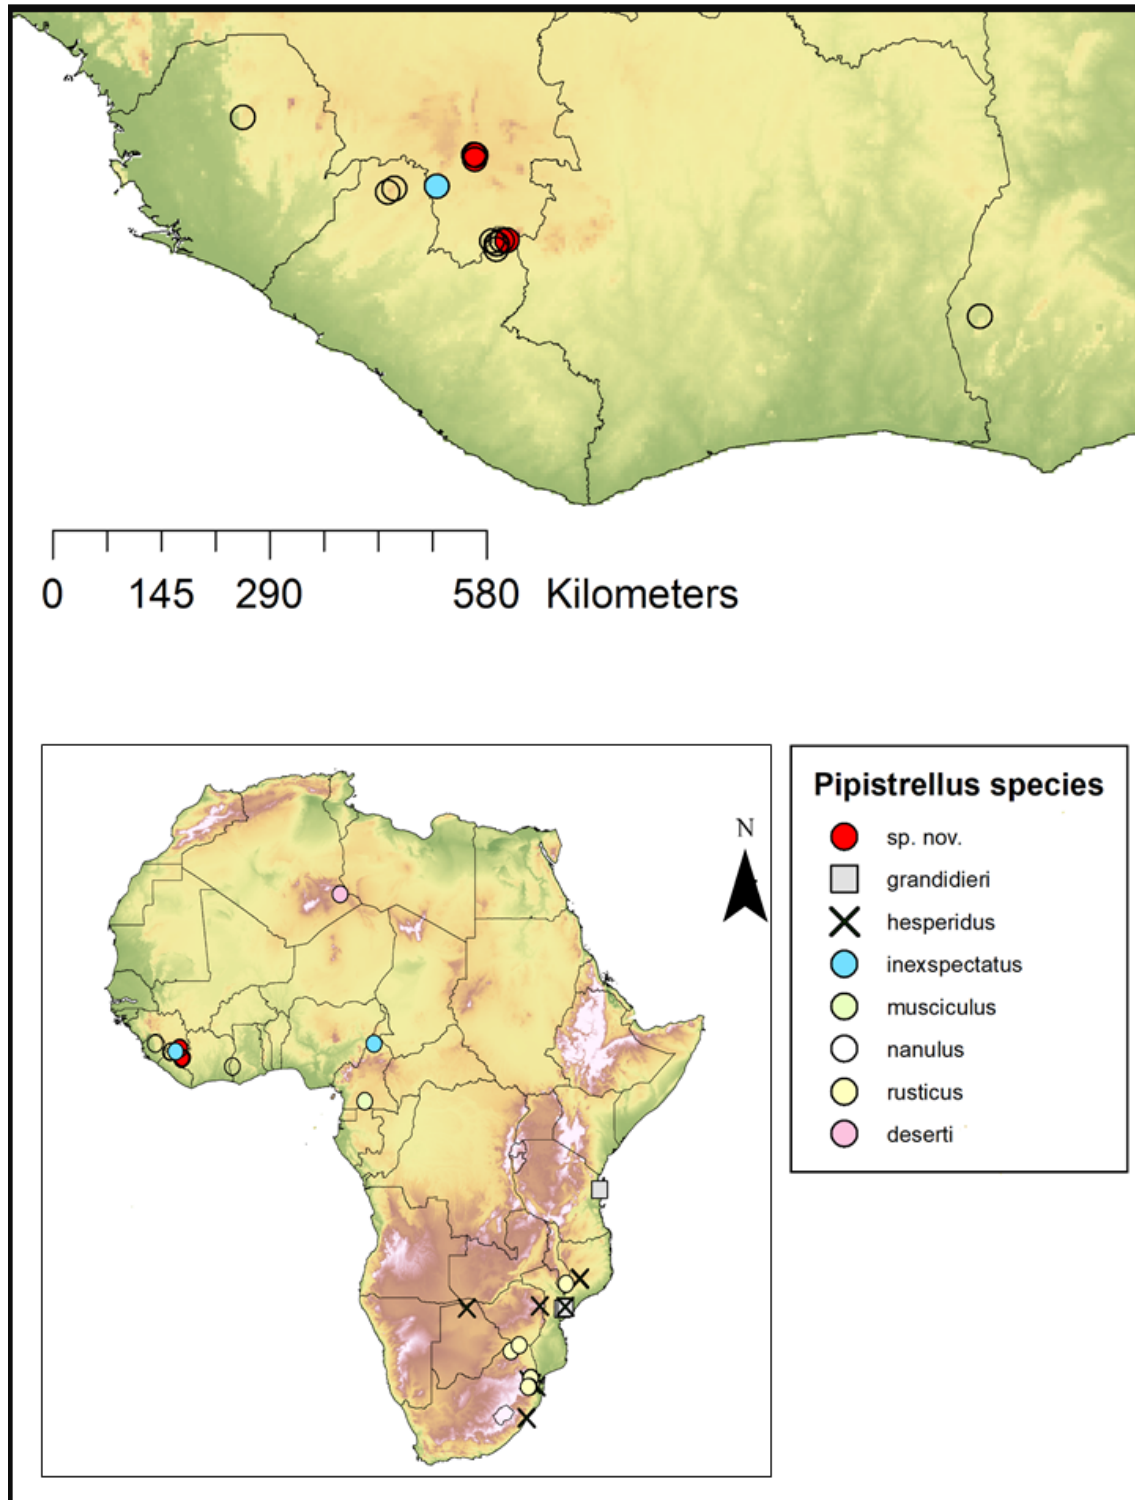 0 145 290 580 Kilometers
N
Pipistrellus species
sp. nov.
grandidieri
hesperidus
inexspectatus
musciculus
nanulus
rusticus
deserti